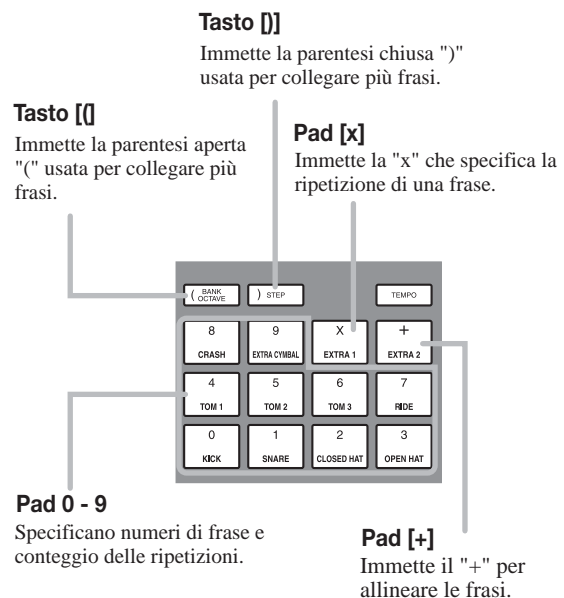 Tasto [)]
Immette la parentesi chiusa ")"
usata per collegare più frasi.
Tasto [(]
Immette la parentesi aperta
"(" usata per collegare più
frasi.
Pad [x]
Immette la "x" che specifica la
ripetizione di una frase.
( BANK
OCTAVE
) STEP
TEMPO
8
9
X
+
CRASH
EXTRA CYMBAL
EXTRA 1
EXTRA 2
4
5
6
7
TOM 1
TOM 2
TOM 3
RIDE
0
1
2
3
KICK
SNARE
CLOSED HAT
OPEN HAT
Pad 0 - 9
Specificano numeri di frase e
conteggio delle ripetizioni.
Pad [+]
Immette il "+" per
allineare le frasi.